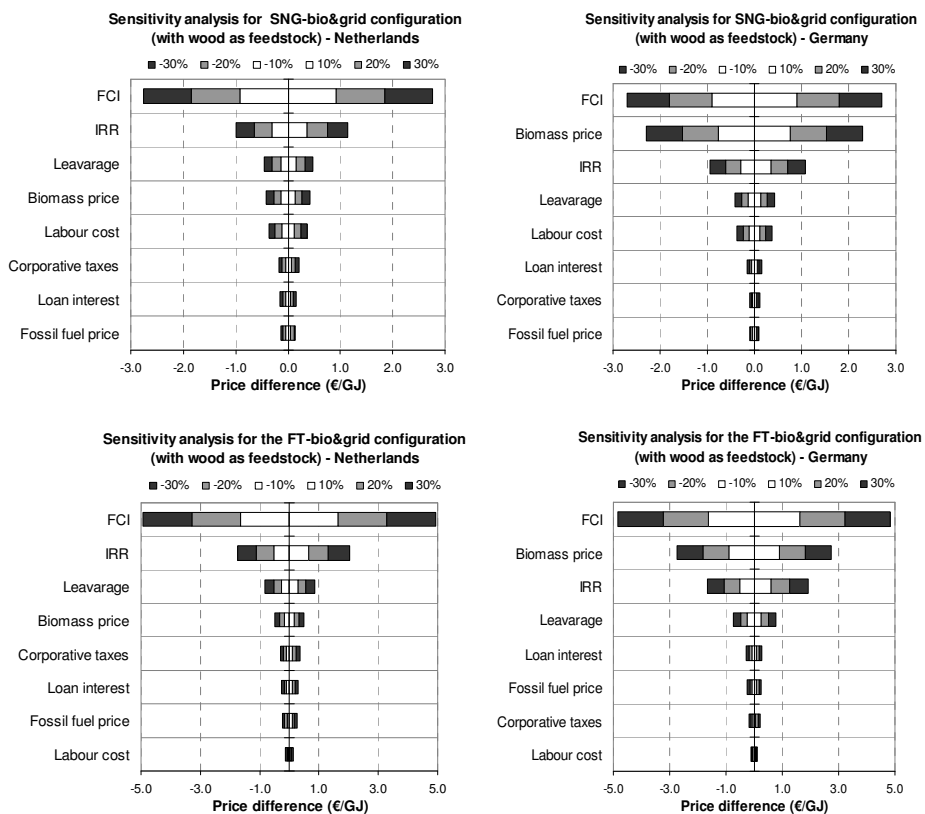 Sensitivity analysis for SNG-bio&grid configuration
(with wood as feedstock) - Netherlands
-30% -20% -10% 10% 20% 30%
FCI
IRR
Leavarage
Biomass price
Labour cost
Corporative taxes
Loan interest
Fossil fuel price
-3.0 -2.0 -1.0 0.0 1.0 2.0 3.0
Price difference (€/GJ)
Sensitivity analysis for SNG-bio&grid configuration
(with wood as feedstock) - Germany
-30% -20% -10% 10% 20% 30%
FCI
Biomass price
IRR
Leavarage
Labour cost
Loan interest
Corporative taxes
Fossil fuel price
-3.0 -2.0 -1.0 0.0 1.0 2.0 3.0
Price difference (€/GJ)
Sensitivity analysis for the FT-bio&grid configuration
(with wood as feedstock) - Netherlands
-30% -20% -10% 10% 20% 30%
FCI
IRR
Leavarage
Biomass price
Corporative taxes
Loan interest
Fossil fuel price
Labour cost
-5.0 -3.0 -1.0 1.0 3.0 5.0
Price difference (€/GJ)
Sensitivity analysis for the FT-bio&grid configuration
(with wood as feedstock) - Germany
-30% -20% -10% 10% 20% 30%
FCI
Biomass price
IRR
Leavarage
Loan interest
Fossil fuel price
Corporative taxes
Labour cost
-5.0 -3.0 -1.0 1.0 3.0 5.0
Price difference (€/GJ)